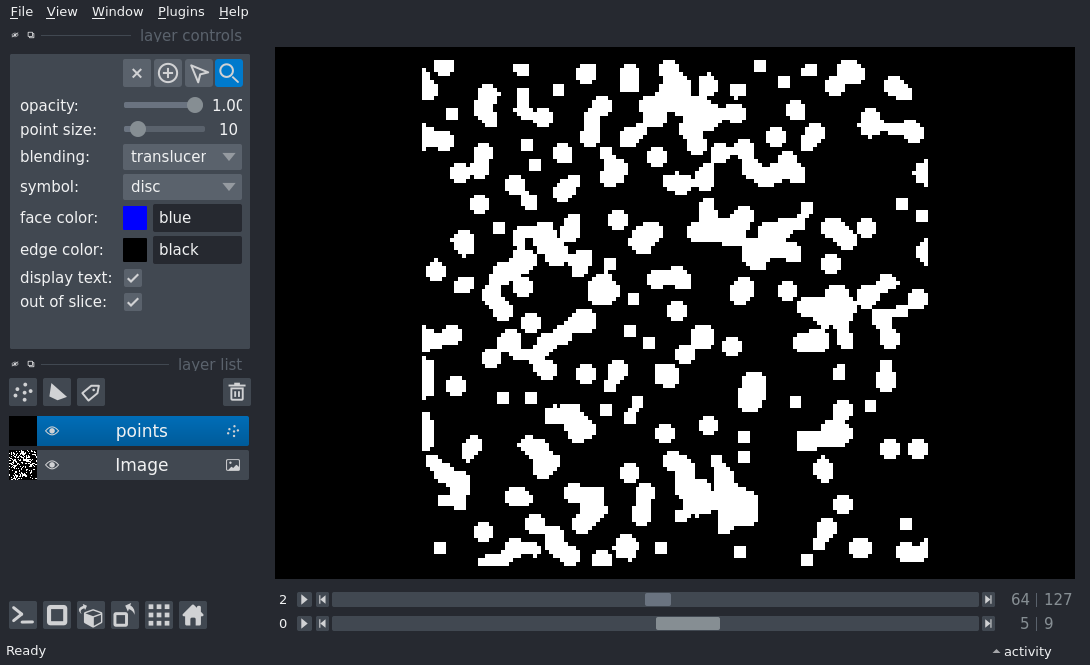 File View Window Plugins Help
layer controls
opacity: 1.00
point size: 10
blending: translucer
symbol: disc
face color: blue
edge color: black
display text:
out of slice:
layer list
points
Image
2 64 | 127
0 5 | 9
Ready activity